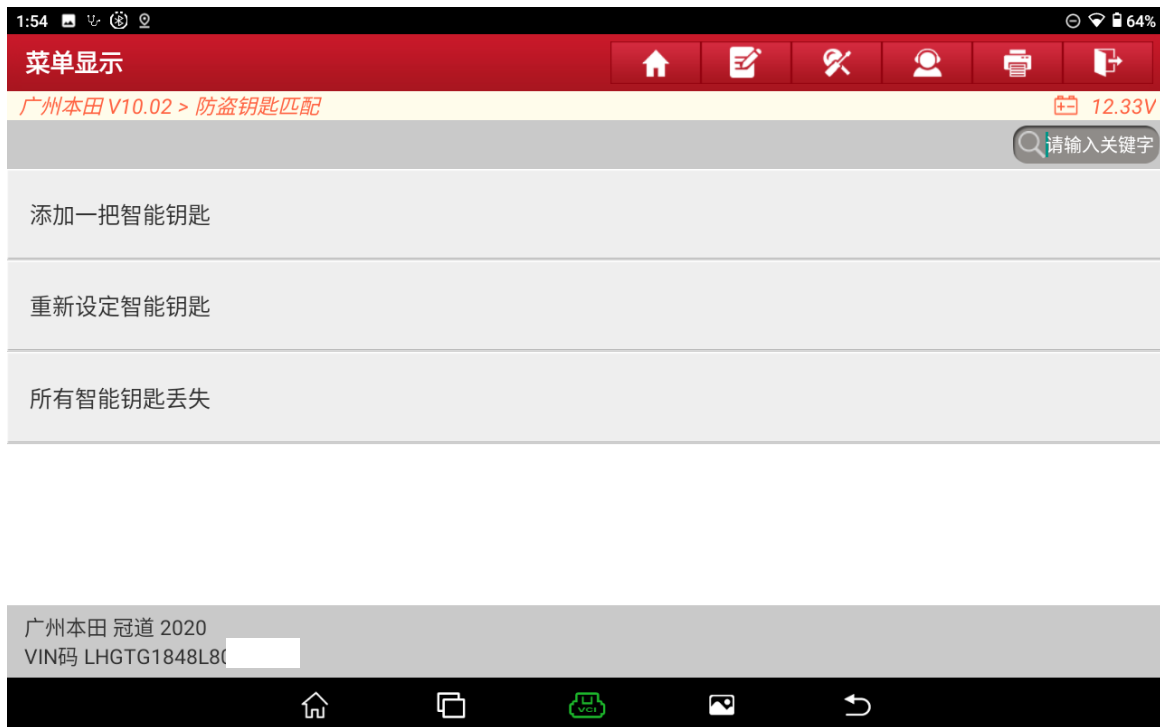 1:54
64%
菜单显示
广州本田 V10.02 > 防盗钥匙匹配
12.33V
请输入关键字
添加一把智能钥匙
重新设定智能钥匙
所有智能钥匙丢失
广州本田 冠道 2020
VIN码 LHGTG1848L80
VCI